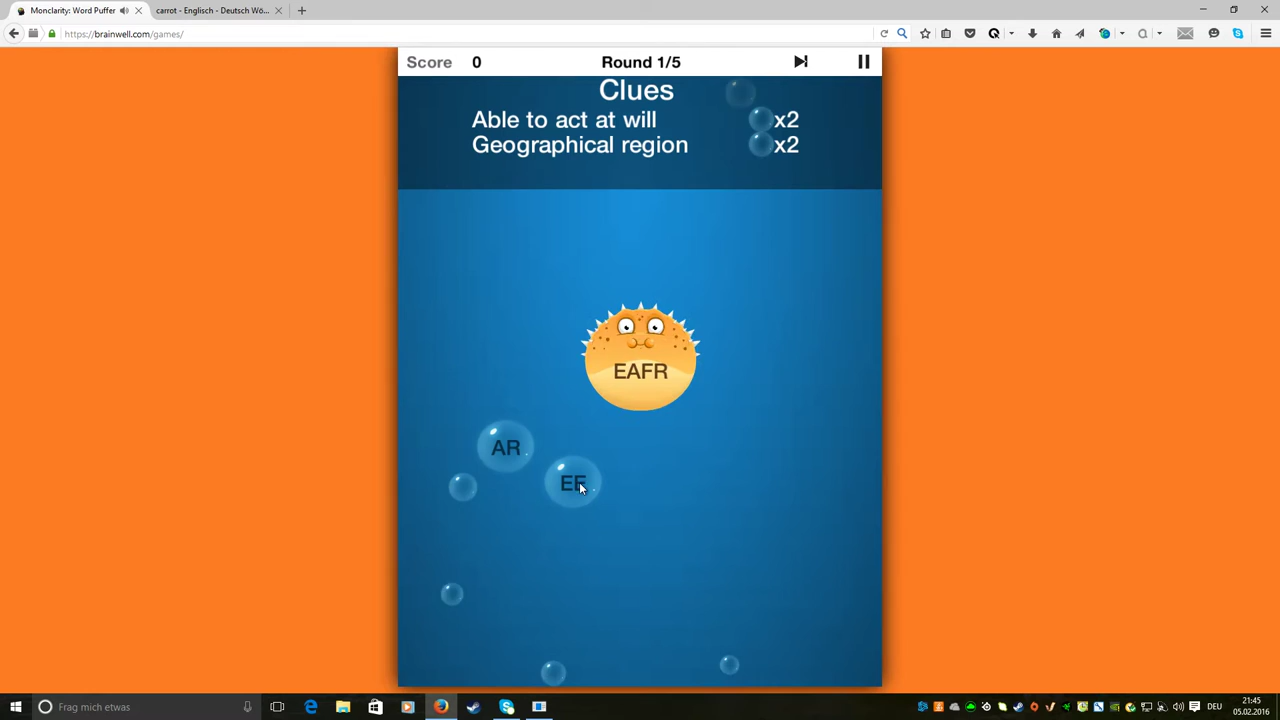 Monclarity: Word Puffer
carrot - Englisch - Deutsch Wö...
https://brainwell.com/games/
Score 0 Round 1/5
Clues
Able to act at will x2
Geographical region x2
EAFR
AR
EE
Frag mich etwas
DEU
21:45
05.02.2016